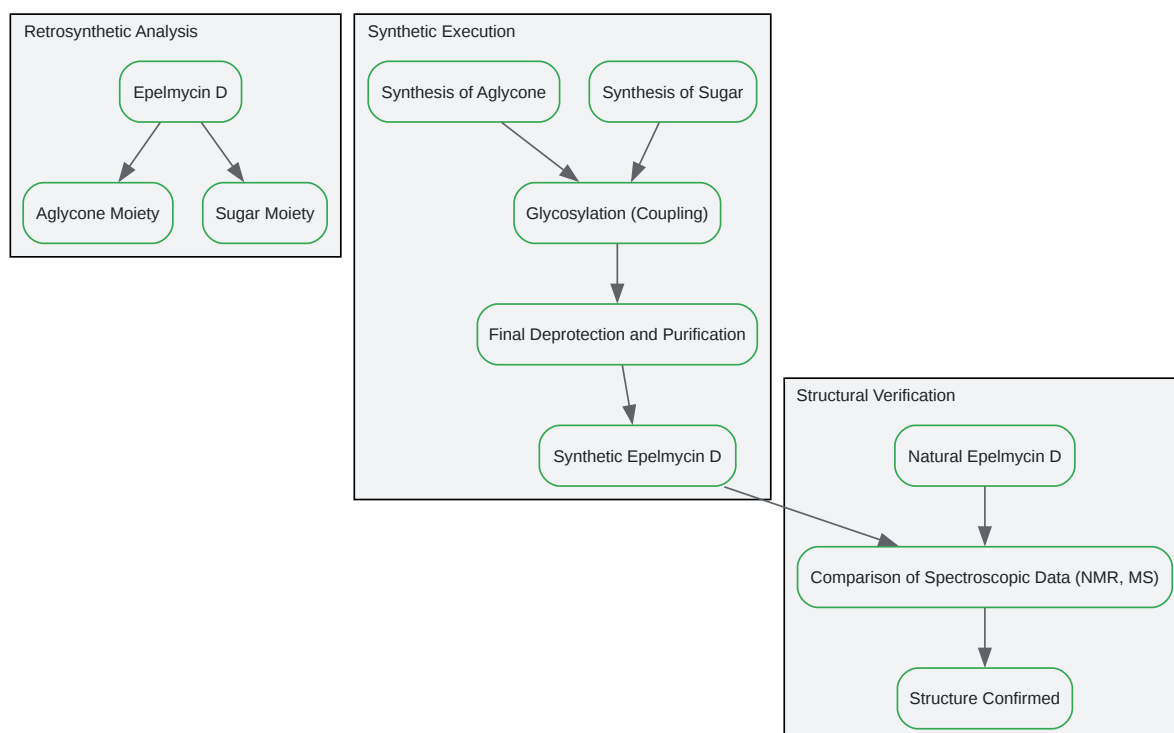 Retrosynthetic Analysis
Epelmycin D
Aglycone Moiety
Sugar Moiety
Synthetic Execution
Synthesis of Aglycone
Synthesis of Sugar
Glycosylation (Coupling)
Final Deprotection and Purification
Synthetic Epelmycin D
Structural Verification
Natural Epelmycin D
Comparison of Spectroscopic Data (NMR, MS)
Structure Confirmed